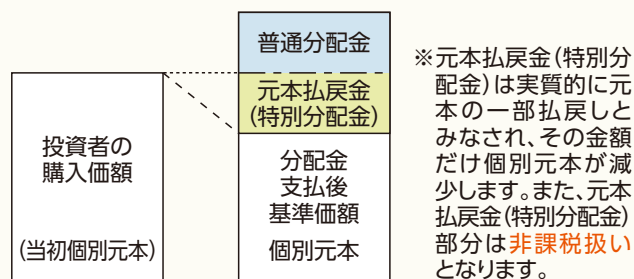 普通分配金
元本払戻金
(特別分配金)
投資者の
購入価額
(当初個別元本)
分配金
支払後
基準価額
個別元本
※元本払戻金(特別分
配金)は実質的に元
本の一部払戻しと
みなされ、その金額
だけ個別元本が減
少します。また、元本
払戻金(特別分配金)
部分は非課税扱い
となります。